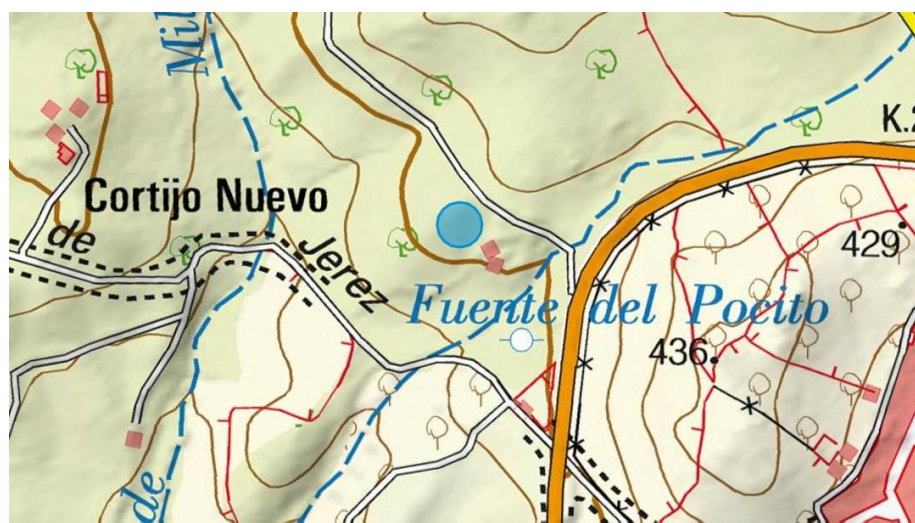 Mil
K.2
Cortijo Nuevo
de
Jerez
429
Fuente del Pocito
436
de